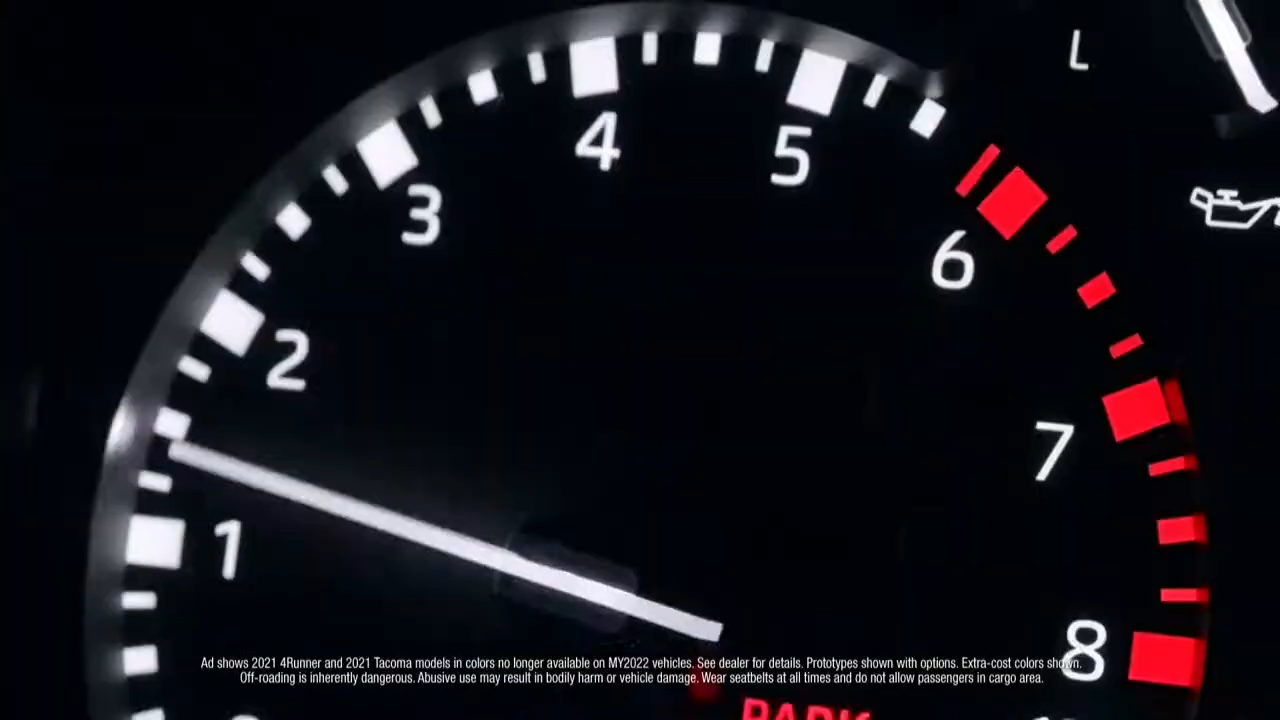 L
4
5
3
6
2
7
1
8
Ad shows 2021 4Runner and 2021 Tacoma models in colors no longer available on MY2022 vehicles. See dealer for details. Prototypes shown with options. Extra-cost colors shown.
Off-roading is inherently dangerous. Abusive use may result in bodily harm or vehicle damage. Wear seatbelts at all times and do not allow passengers in cargo area.
PARK